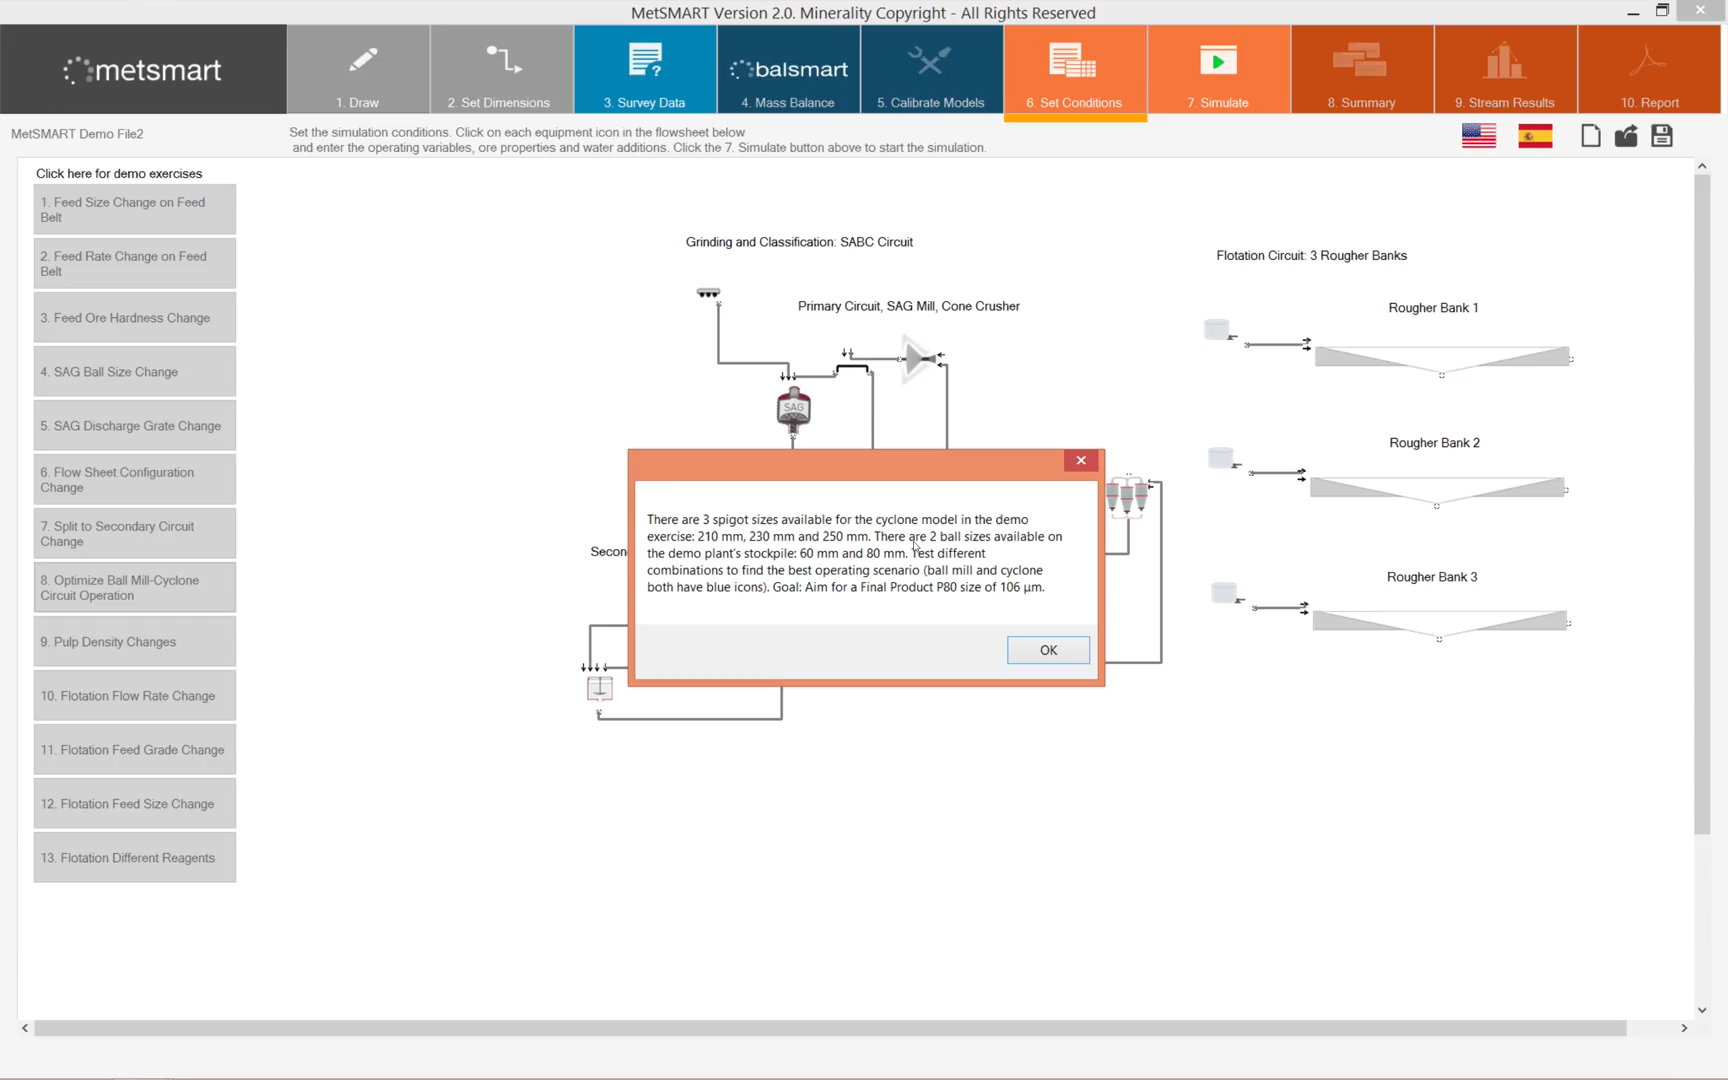 MetSMART Version 2.0. Minerality Copyright - All Rights Reserved
metsmart
1. Draw
2. Set Dimensions
3. Survey Data
balsmart
4. Mass Balance
5. Calibrate Models
6. Set Conditions
7. Simulate
8. Summary
9. Stream Results
10. Report
MetSMART Demo File2
Set the simulation conditions. Click on each equipment icon in the flowsheet below
and enter the operating variables, ore properties and water additions. Click the 7. Simulate button above to start the simulation.
Click here for demo exercises
1. Feed Size Change on Feed
Belt
2. Feed Rate Change on Feed
Belt
3. Feed Ore Hardness Change
4. SAG Ball Size Change
5. SAG Discharge Grate Change
6. Flow Sheet Configuration
Change
7. Split to Secondary Circuit
Change
8. Optimize Ball Mill-Cyclone
Circuit Operation
9. Pulp Density Changes
10. Flotation Flow Rate Change
11. Flotation Feed Grade Change
12. Flotation Feed Size Change
13. Flotation Different Reagents
Grinding and Classification: SABC Circuit
Primary Circuit, SAG Mill, Cone Crusher
SAG
Secon
There are 3 spigot sizes available for the cyclone model in the demo
exercise: 210 mm, 230 mm and 250 mm. There are 2 ball sizes available on
the demo plant's stockpile: 60 mm and 80 mm. Test different
combinations to find the best operating scenario (ball mill and cyclone
both have blue icons). Goal: Aim for a Final Product P80 size of 106 µm.
OK
Flotation Circuit: 3 Rougher Banks
Rougher Bank 1
Rougher Bank 2
Rougher Bank 3